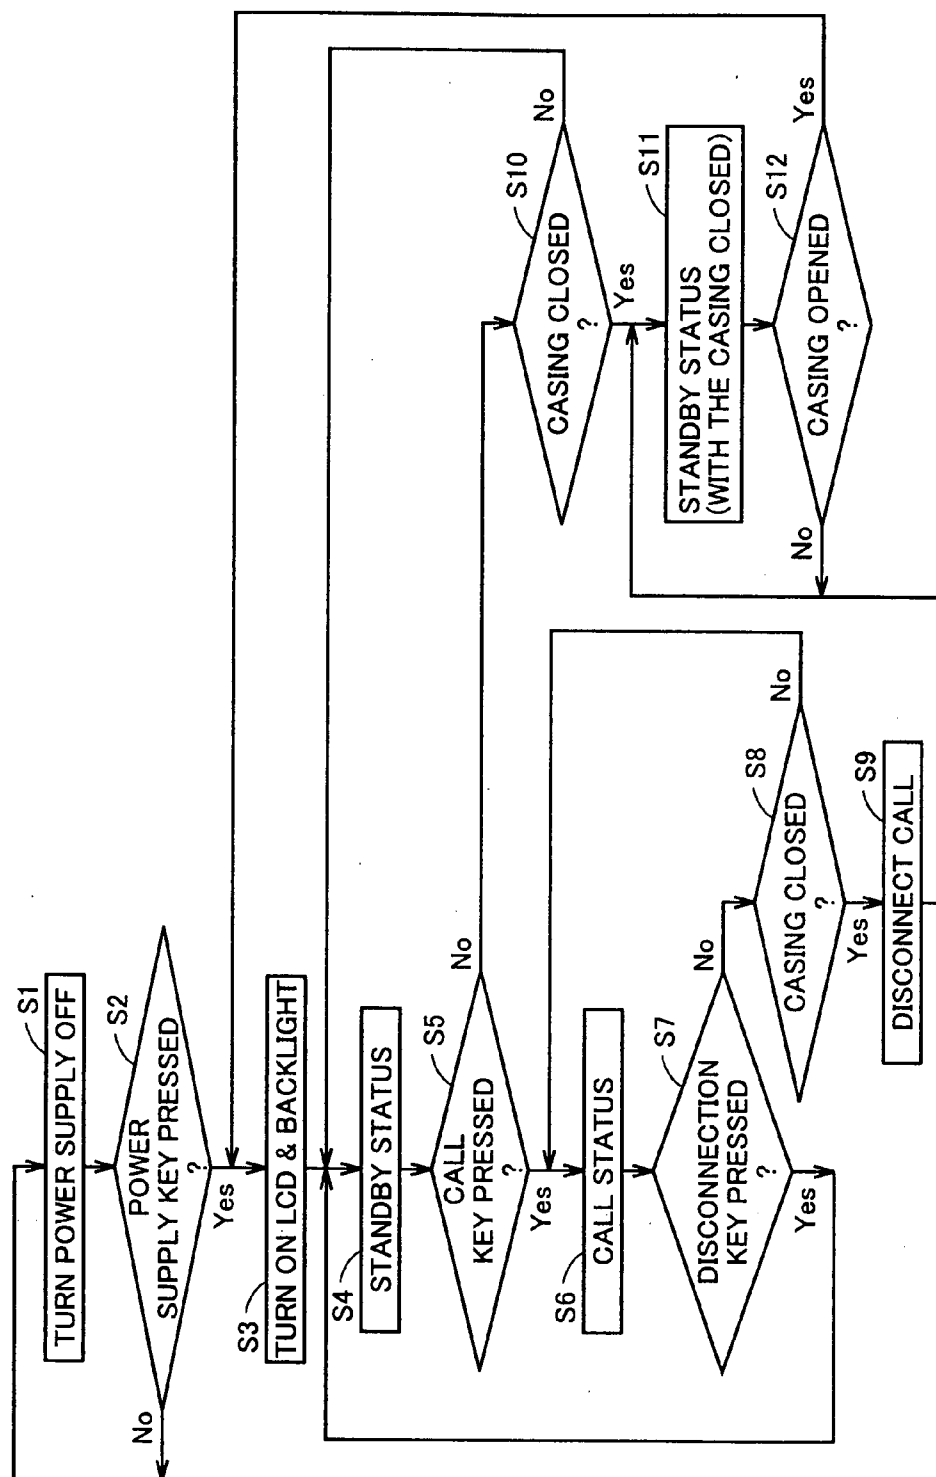 S1
TURN POWER SUPPLY OFF
S2
POWER
SUPPLY KEY PRESSED
?
No
Yes
S3
TURN ON LCD & BACKLIGHT
S4
STANDBY STATUS
S5
CALL
KEY PRESSED
?
No
Yes
S6
CALL STATUS
S7
DISCONNECTION
KEY PRESSED
?
No
Yes
S8
CASING CLOSED
?
No
Yes
S9
DISCONNECT CALL
S10
CASING CLOSED
?
No
Yes
S11
STANDBY STATUS
(WITH THE CASING CLOSED)
S12
CASING OPENED
?
No
Yes